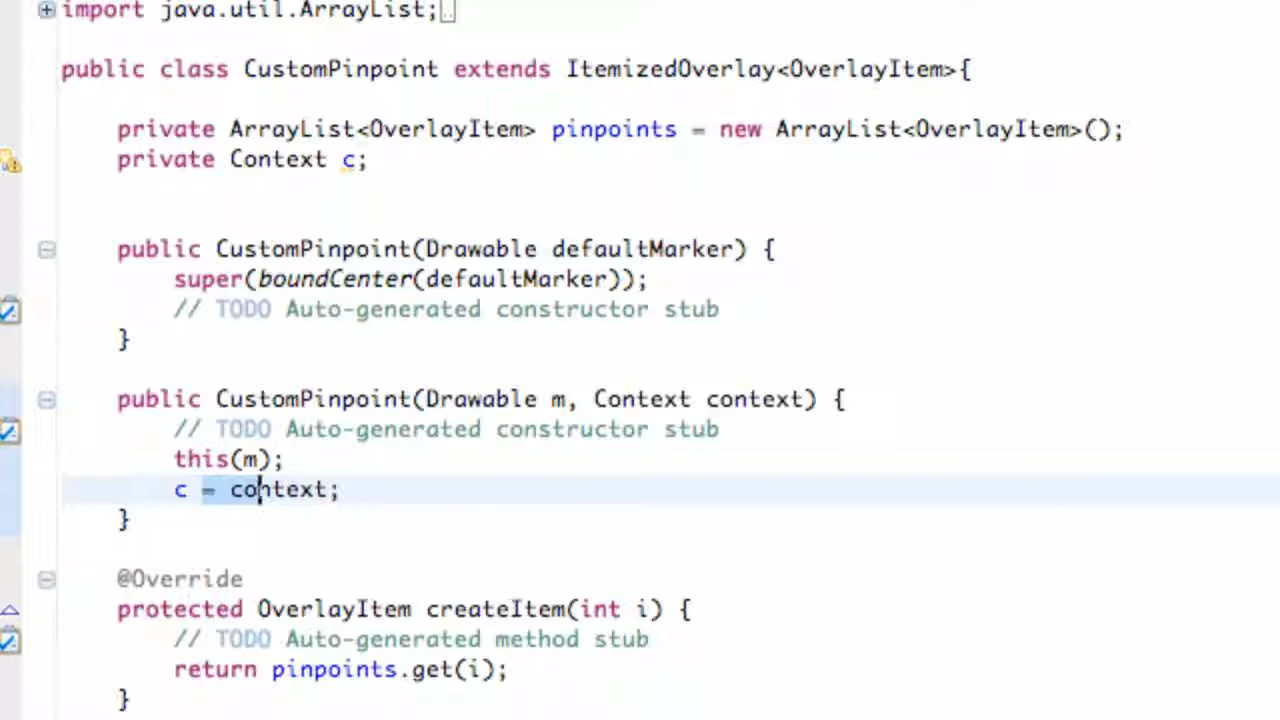 import java.util.ArrayList;
public class CustomPinpoint extends ItemizedOverlay<OverlayItem>{
private ArrayList<OverlayItem> pinpoints = new ArrayList<OverlayItem>();
private Context c;
public CustomPinpoint(Drawable defaultMarker) {
super(boundCenter(defaultMarker));
// TODO Auto-generated constructor stub
}
public CustomPinpoint(Drawable m, Context context) {
// TODO Auto-generated constructor stub
this(m);
c = context;
}
@Override
protected OverlayItem createItem(int i) {
// TODO Auto-generated method stub
return pinpoints.get(i);
}